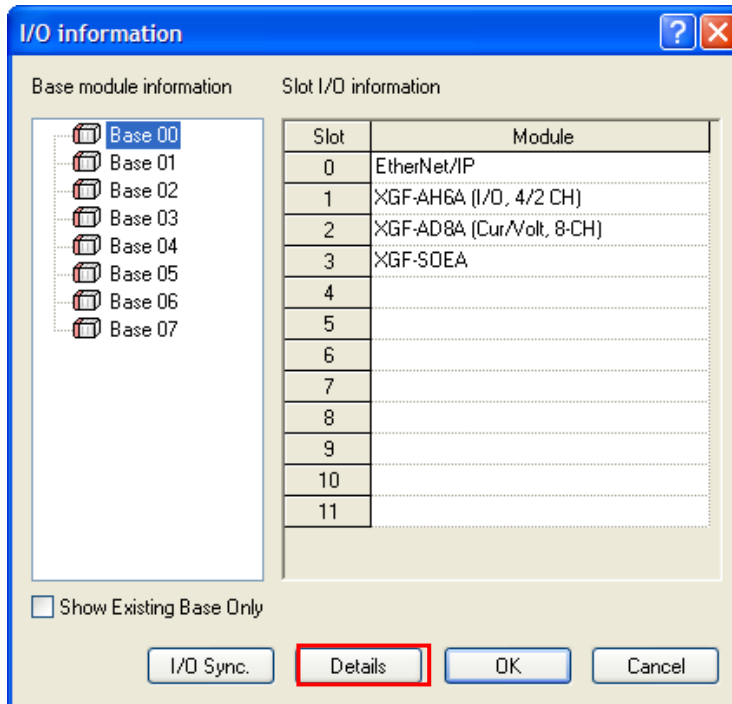 I/O information
Base module information
Slot I/O information
Base 00
Base 01
Base 02
Base 03
Base 04
Base 05
Base 06
Base 07
Slot Module
0 EtherNet/IP
1 XGF-AH6A (I/O, 4/2 CH)
2 XGF-AD8A (Cur/Volt, 8-CH)
3 XGF-SOEA
4
5
6
7
8
9
10
11
Show Existing Base Only
I/O Sync. Details OK Cancel